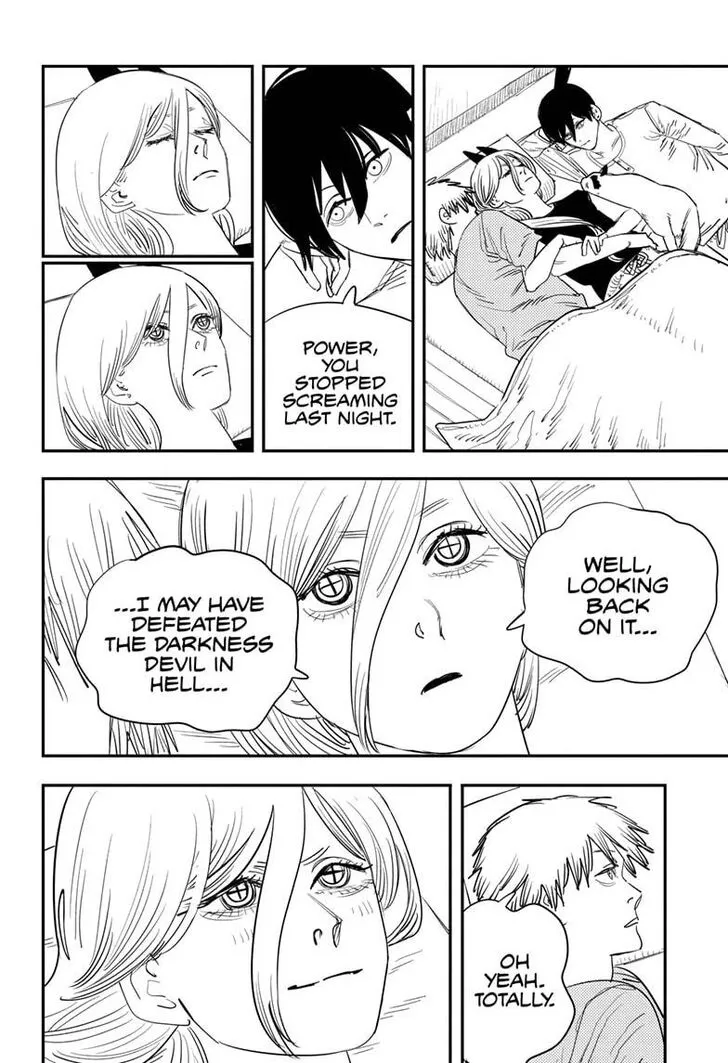 POWER,
YOU
STOPPED
SCREAMING
LAST NIGHT.
WELL,
LOOKING
BACK
ON IT...
...I MAY HAVE
DEFEATED
THE DARKNESS
DEVIL IN
HELL...
OH
YEAH.
TOTALLY.